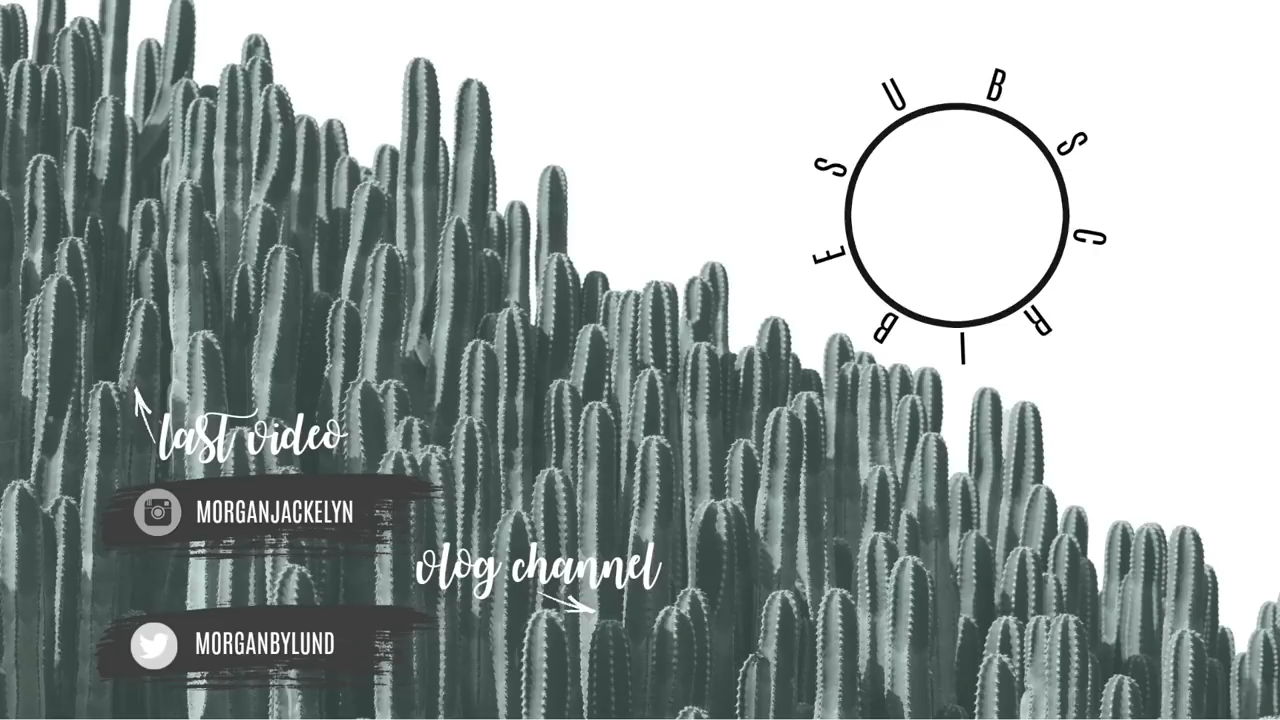 SUBSCRIBE
last video
MORGANJACKELYN
vlog channel
MORGANBYLUND